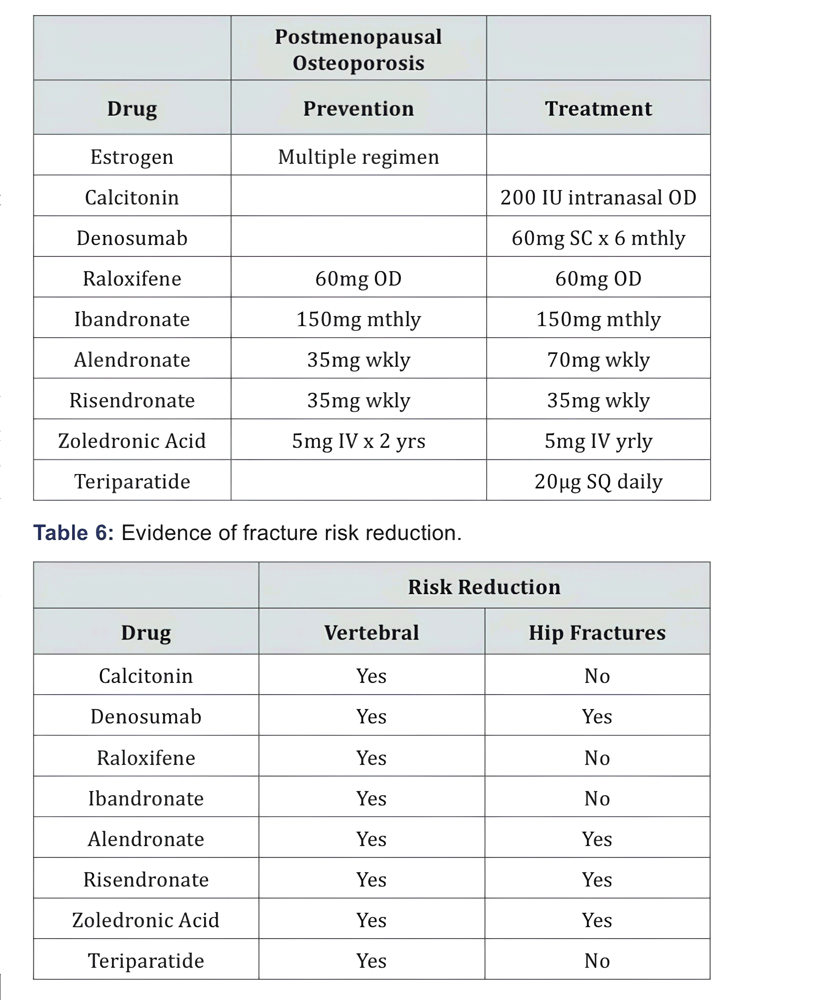 Postmenopausal
Osteoporosis
Drug Prevention Treatment
Estrogen Multiple regimen
Calcitonin 200 IU intranasal OD
Denosumab 60mg SC x 6 mthly
Raloxifene 60mg OD 60mg OD
Ibandronate 150mg mthly 150mg mthly
Alendronate 35mg wkly 70mg wkly
Risendronate 35mg wkly 35mg wkly
Zoledronic Acid 5mg IV x 2 yrs 5mg IV yrly
Teriparatide 20µg SQ daily
Table 6: Evidence of fracture risk reduction.
Risk Reduction
Drug Vertebral Hip Fractures
Calcitonin Yes No
Denosumab Yes Yes
Raloxifene Yes No
Ibandronate Yes No
Alendronate Yes Yes
Risendronate Yes Yes
Zoledronic Acid Yes Yes
Teriparatide Yes No